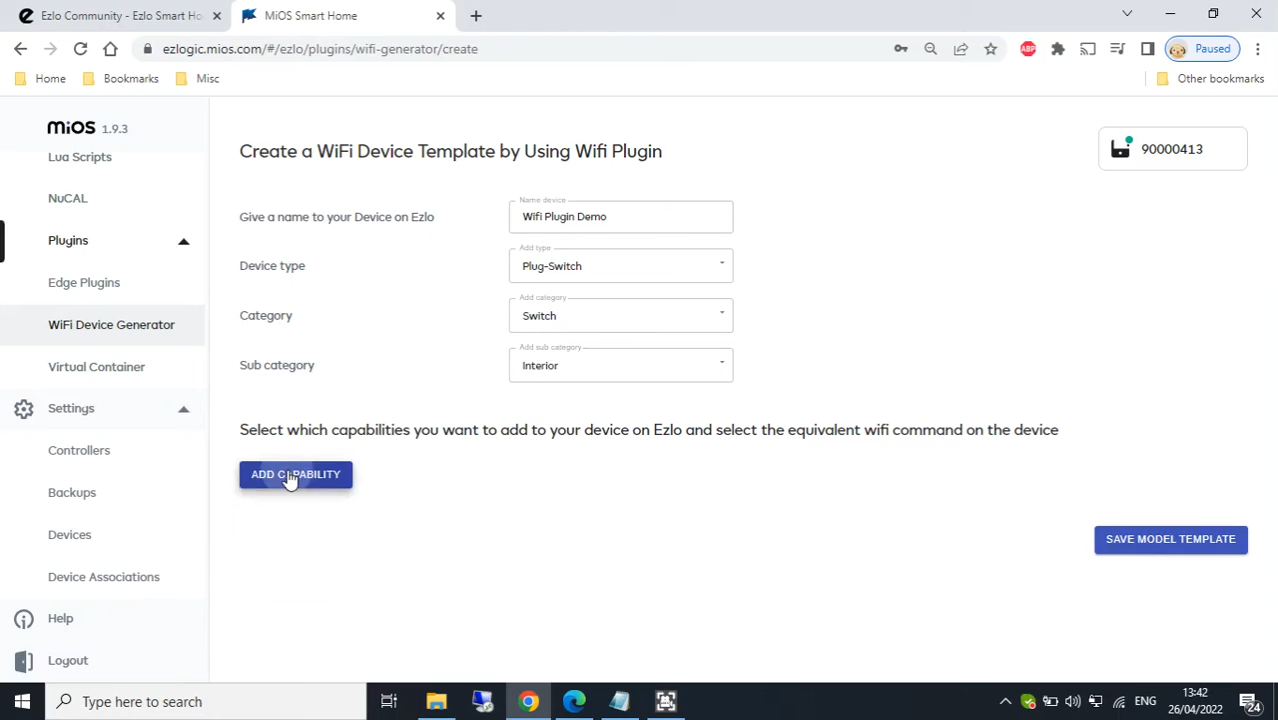 Ezlo Community - Ezlo Smart Ho
MiOS Smart Home
ezlogic.mios.com/#/ezlo/plugins/wifi-generator/create
ABP
Paused
Home
Bookmarks
Misc
Other bookmarks
miOS 1.9.3
Lua Scripts
NuCAL
Plugins
Edge Plugins
WiFi Device Generator
Virtual Container
Settings
Controllers
Backups
Devices
Device Associations
Help
Logout
Create a WiFi Device Template by Using Wifi Plugin
90000413
Give a name to your Device on Ezlo
Name device
Wifi Plugin Demo
Device type
Add type
Plug-Switch
Category
Add category
Switch
Sub category
Add sub category
Interior
Select which capabilities you want to add to your device on Ezlo and select the equivalent wifi command on the device
ADD CAPABILITY
SAVE MODEL TEMPLATE
Type here to search
ENG
13:42
26/04/2022
24